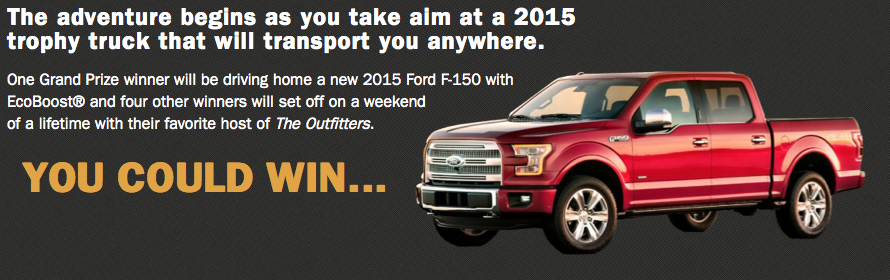 The adventure begins as you take aim at a 2015
trophy truck that will transport you anywhere.
One Grand Prize winner will be driving home a new 2015 Ford F-150 with
EcoBoost® and four other winners will set off on a weekend
of a lifetime with their favorite host of The Outfitters.
YOU COULD WIN...
Ford